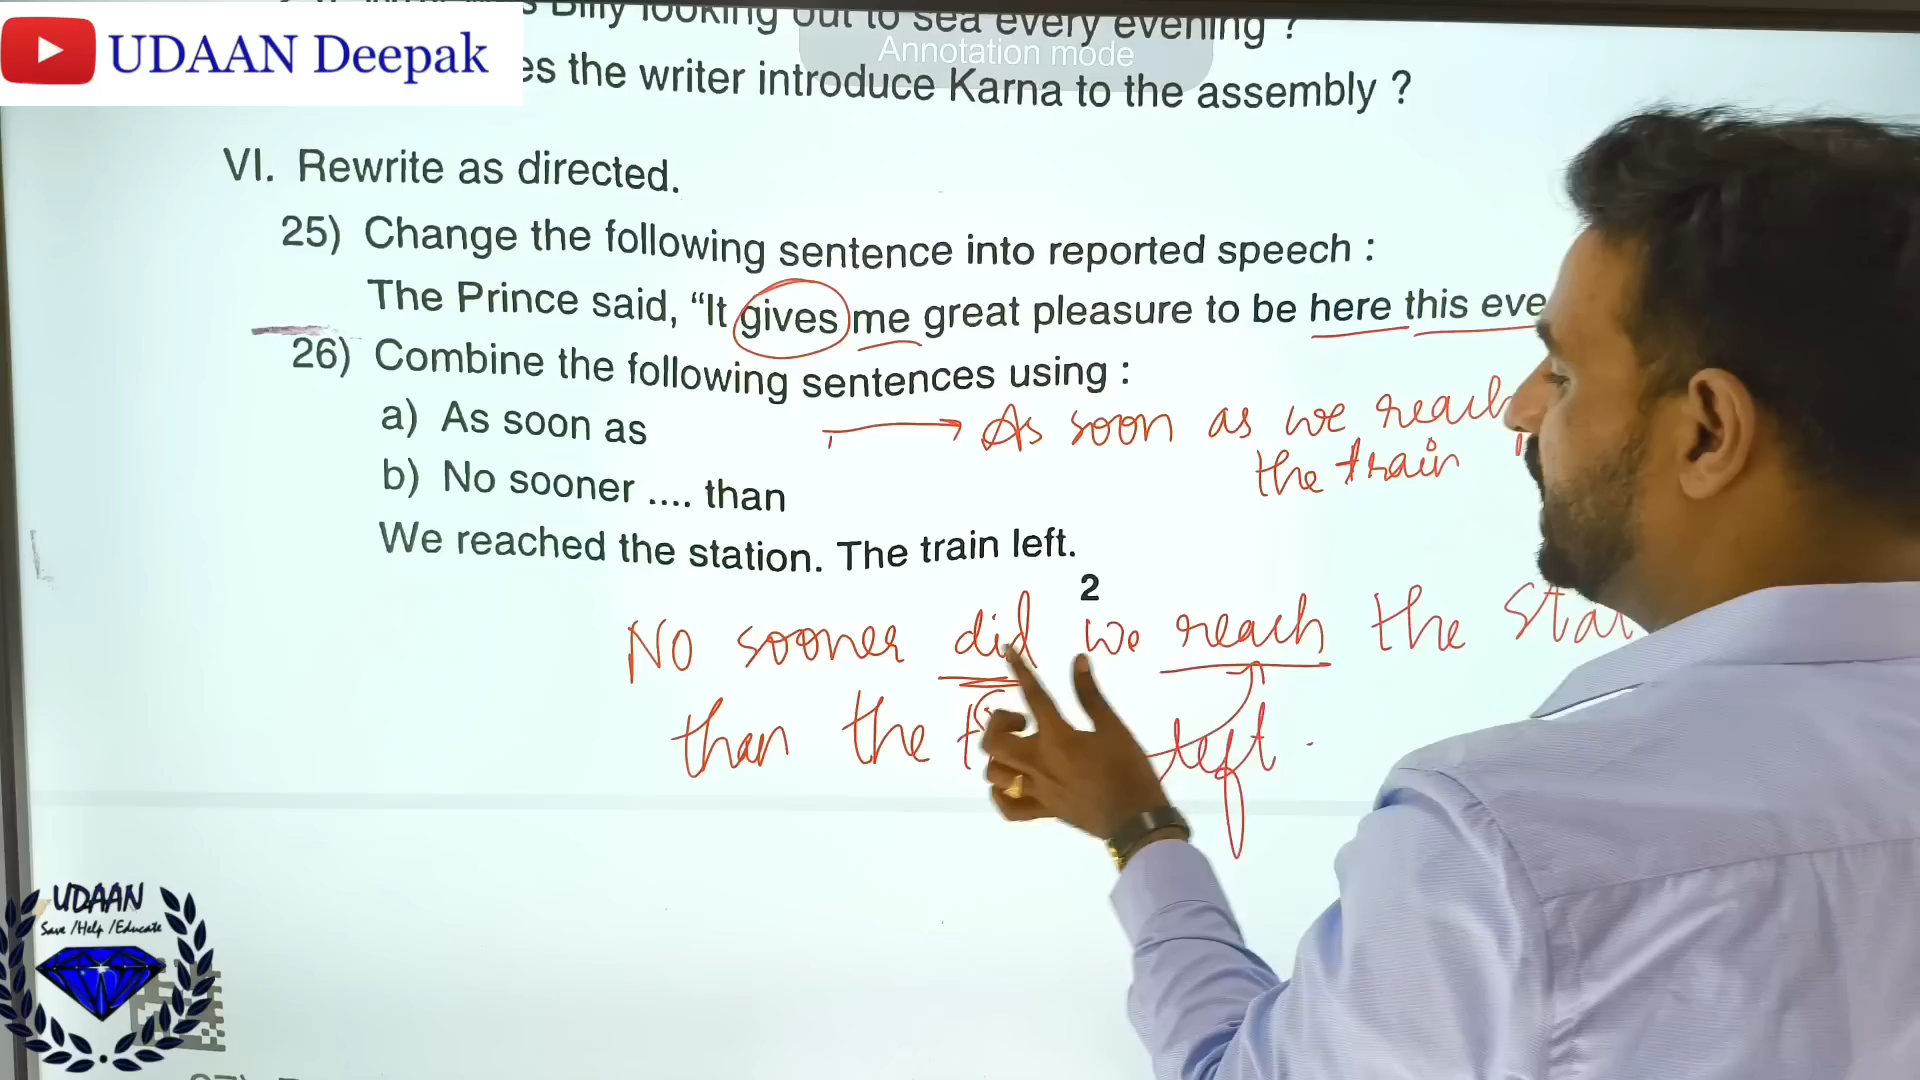 Billy looking out to sea every evening ?
Annotation mode
UDAAN Deepak
the writer introduce Karna to the assembly ?
VI. Rewrite as directed.
25) Change the following sentence into reported speech :
The Prince said, “It gives me great pleasure to be here this eve
26) Combine the following sentences using :
a) As soon as
As soon as we reach
the train
b) No sooner .... than
We reached the station. The train left.
2
No sooner did we reach the stat
than the left .
UDAAN
Save /Help /Educate